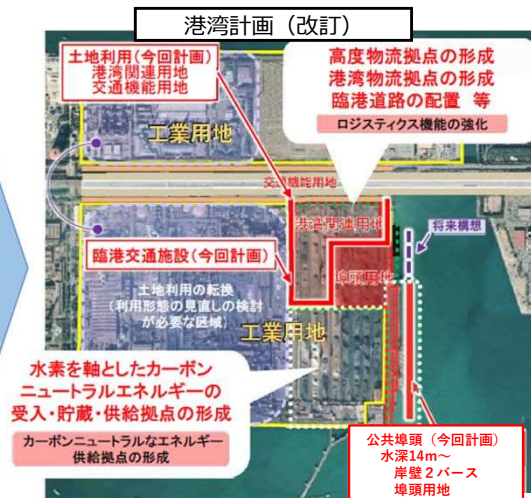 港湾計画（改訂）
土地利用（今回計画）
港湾関連用地
交通機能用地
高度物流拠点の形成
港湾物流拠点の形成
臨港道路の配置 等
ロジスティクス機能の強化
工業用地
交通機能用地
港湾関連用地
将来構想
臨港交通施設（今回計画）
埠頭用地
土地利用の転換
（利用形態の見直しの検討
が必要な区域）
工業用地
水素を軸としたカーボン
ニュートラルエネルギーの
受入・貯蔵・供給拠点の形成
カーボンニュートラルなエネルギー
供給拠点の形成
公共埠頭（今回計画）
水深14m～
岸壁２バース
埠頭用地